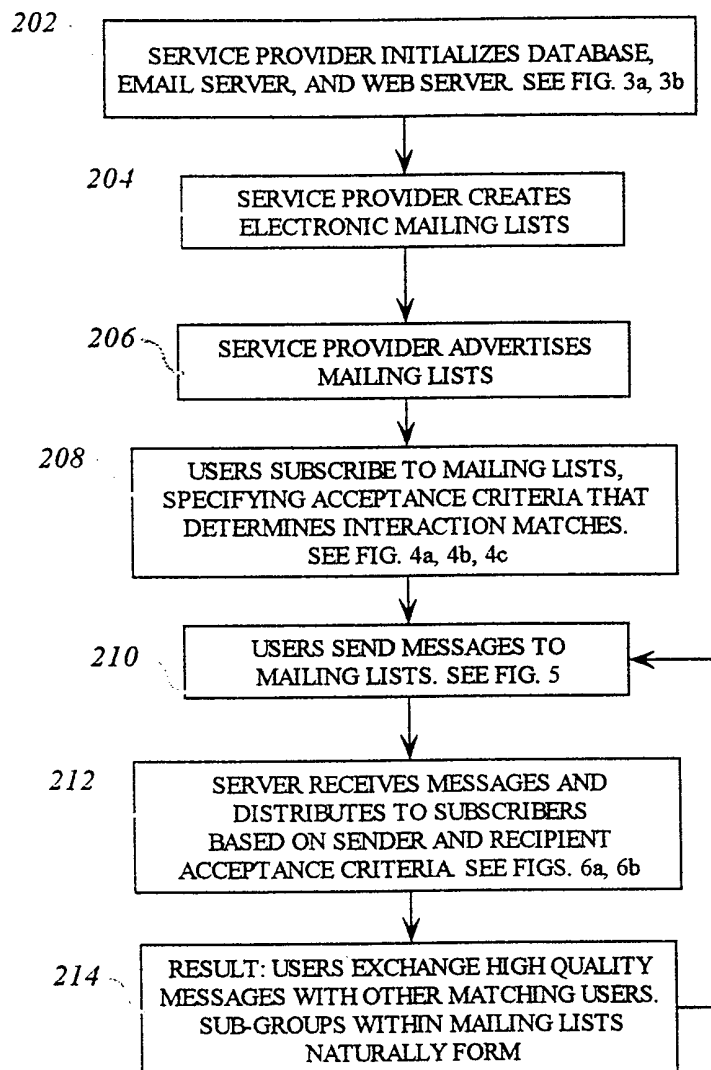 202
SERVICE PROVIDER INITIALIZES DATABASE,
EMAIL SERVER, AND WEB SERVER. SEE FIG. 3a, 3b
204
SERVICE PROVIDER CREATES
ELECTRONIC MAILING LISTS
206
SERVICE PROVIDER ADVERTISES
MAILING LISTS
208
USERS SUBSCRIBE TO MAILING LISTS,
SPECIFYING ACCEPTANCE CRITERIA THAT
DETERMINES INTERACTION MATCHES.
SEE FIG. 4a, 4b, 4c
210
USERS SEND MESSAGES TO
MAILING LISTS. SEE FIG. 5
212
SERVER RECEIVES MESSAGES AND
DISTRIBUTES TO SUBSCRIBERS
BASED ON SENDER AND RECIPIENT
ACCEPTANCE CRITERIA. SEE FIGS. 6a, 6b
214
RESULT: USERS EXCHANGE HIGH QUALITY
MESSAGES WITH OTHER MATCHING USERS.
SUB-GROUPS WITHIN MAILING LISTS
NATURALLY FORM